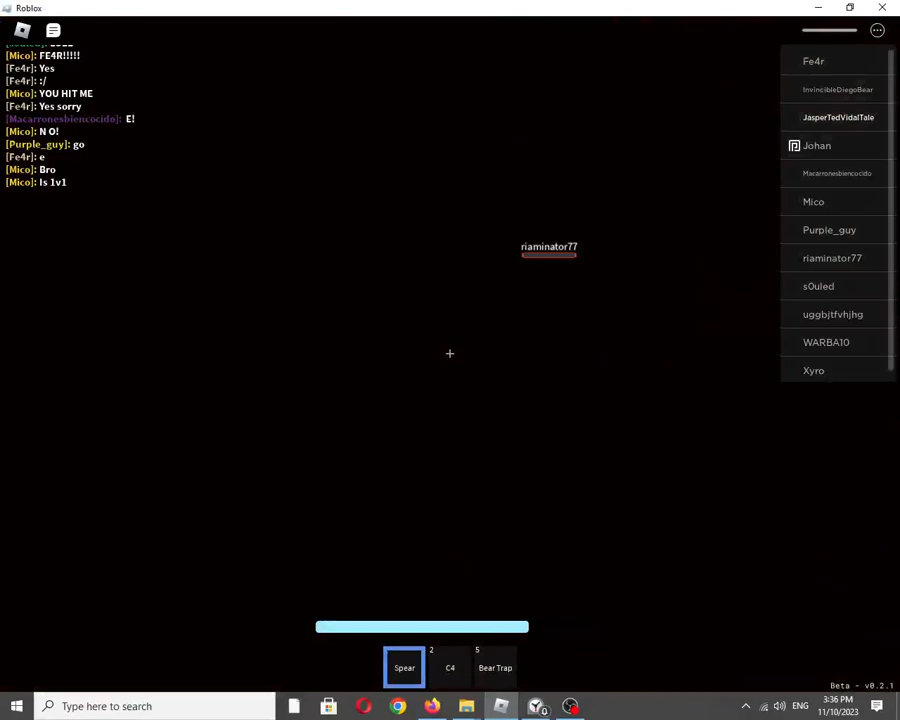 Roblox
[Mico]: FE4R!!!!!
[Fe4r]: Yes
[Fe4r]: :/
[Mico]: YOU HIT ME
[Fe4r]: Yes sorry
[Macarronesbiencocido]: E!
[Mico]: N O!
[Purple_guy]: go
[Fe4r]: e
[Mico]: Bro
[Mico]: Is 1v1
riaminator77
Fe4r
InvincibleDiegoBear
JasperTedVidalTale
Johan
Macarronesbiencocido
Mico
Purple_guy
riaminator77
s0uled
uggbjtfvhjhg
WARBA10
Xyro
Spear
2
C4
5
Bear Trap
Beta - v0.2.1
Type here to search
ENG
3:36 PM
11/10/2023